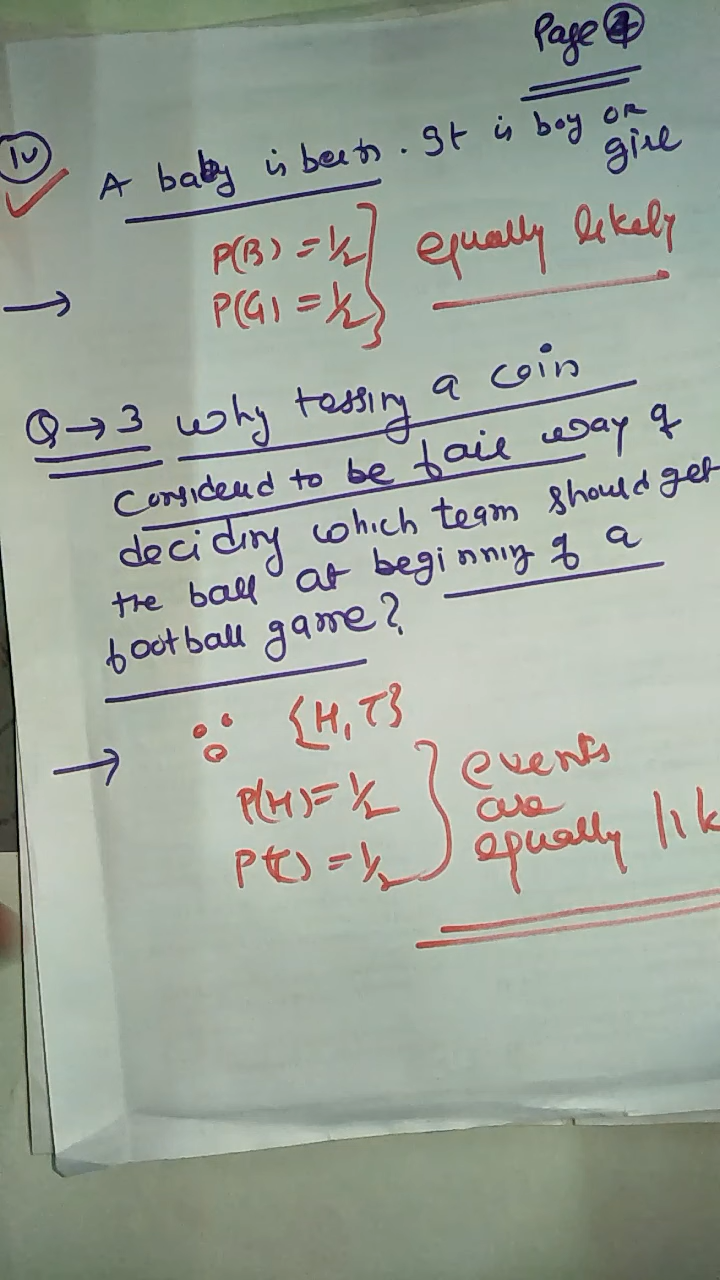 Page 4
(iv) A baby is born. It is boy or girl
P(B) = 1/2
P(G) = 1/2 } equally likely
Q→3 Why tossing a coin
Considered to be fair way of
deciding which team should get
the ball at beginning of a
football game?
∵ {H, T}
P(H) = 1/2
P(T) = 1/2 } events
are
equally lik